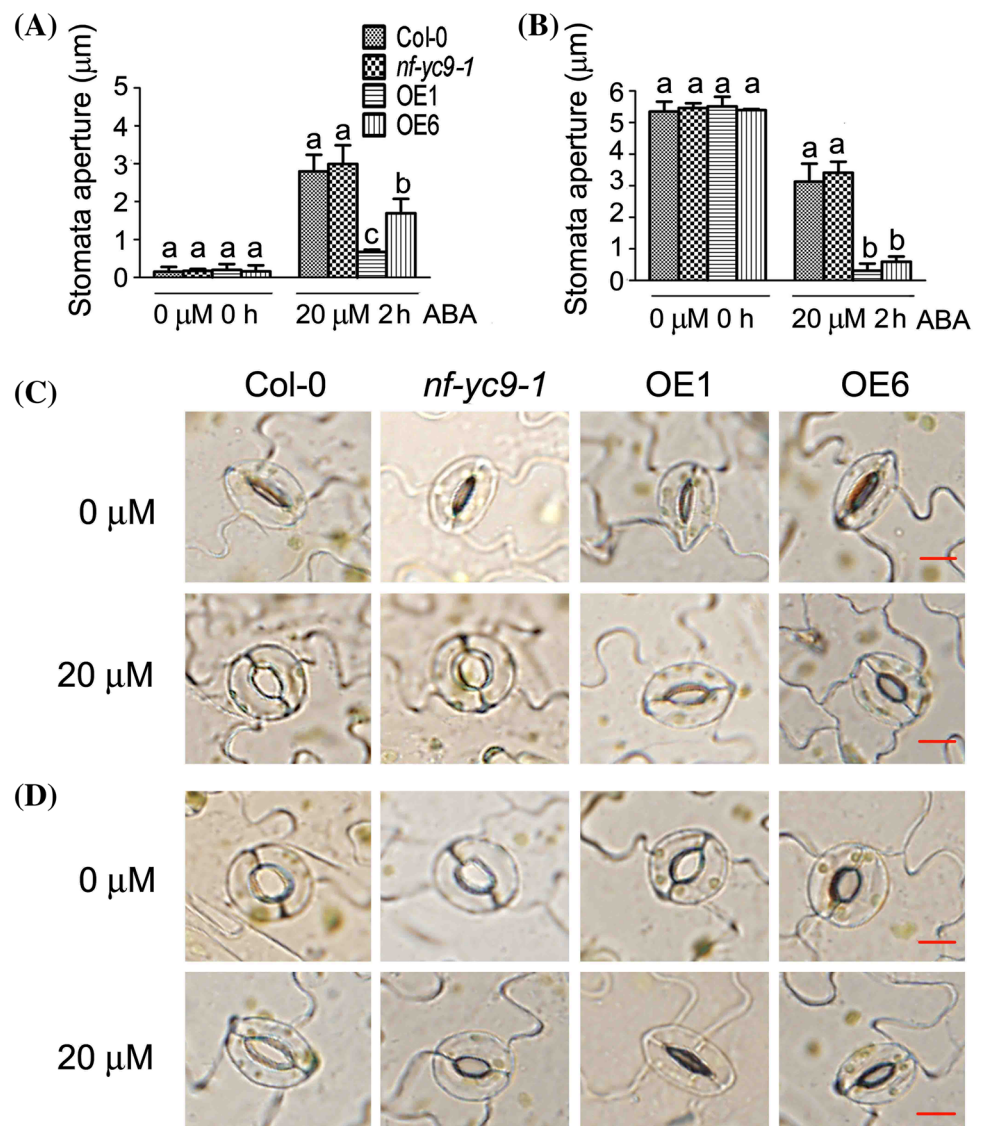 (A)
Stomata aperture (μm)
5
4
3
2
1
0
a a a a
a a c b
0 μM 0 h
20 μM 2h ABA
Col-0
nf-yc9-1
OE1
OE6
(B)
Stomata aperture (μm)
6
5
4
3
2
1
0
a a a a
a a b b
0 μM 0 h
20 μM 2h ABA
(C)
Col-0 nf-yc9-1 OE1 OE6
0 μM
20 μM
(D)
0 μM
20 μM